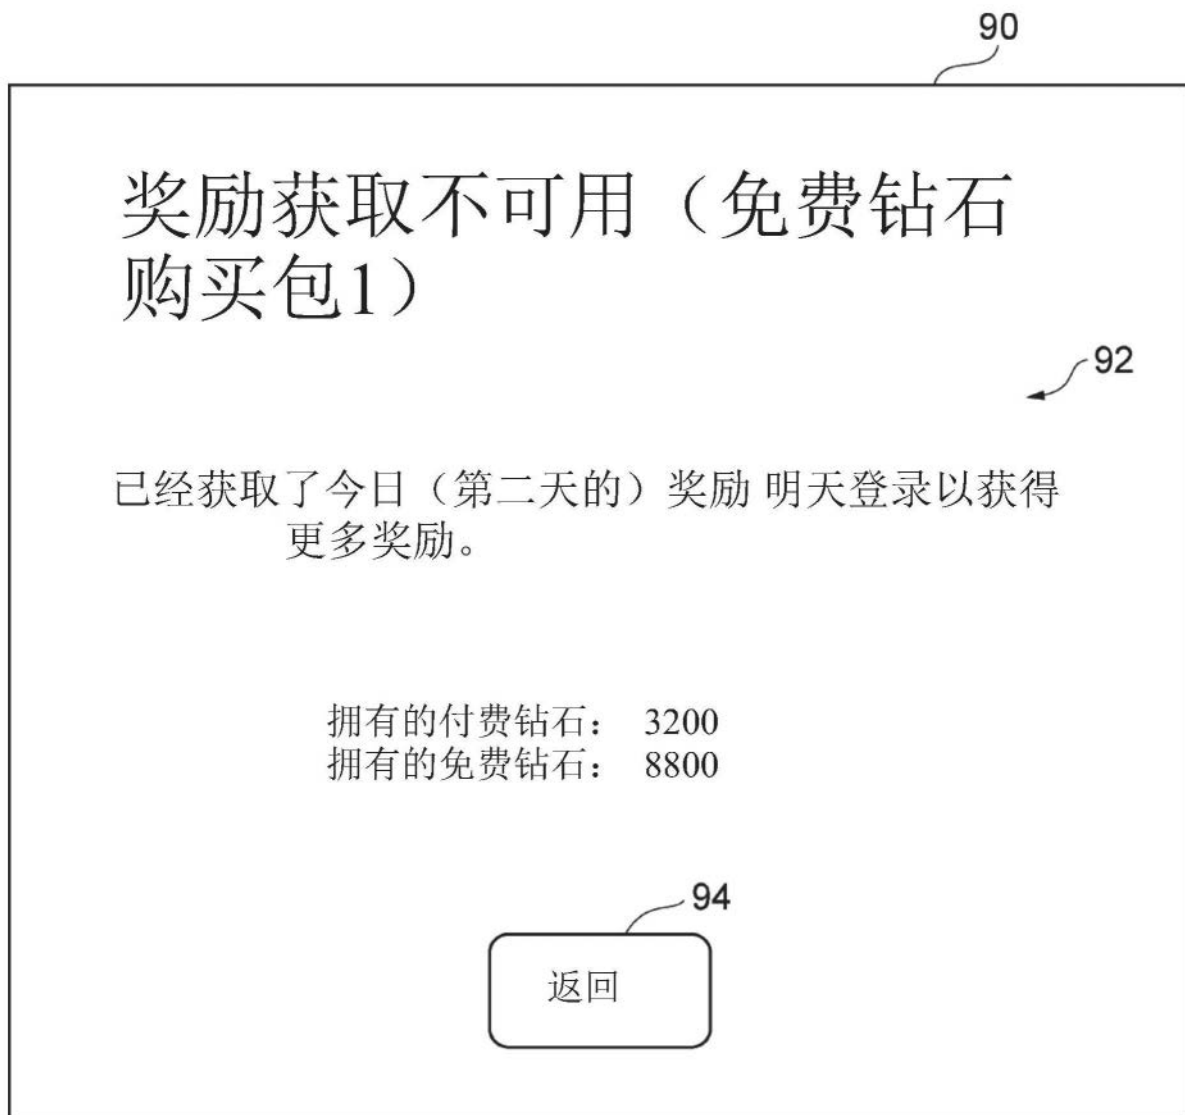 90
奖励获取不可用（免费钻石
购买包1）
92
已经获取了今日（第二天的）奖励 明天登录以获得
更多奖励。
拥有的付费钻石： 3200
拥有的免费钻石： 8800
94
返回